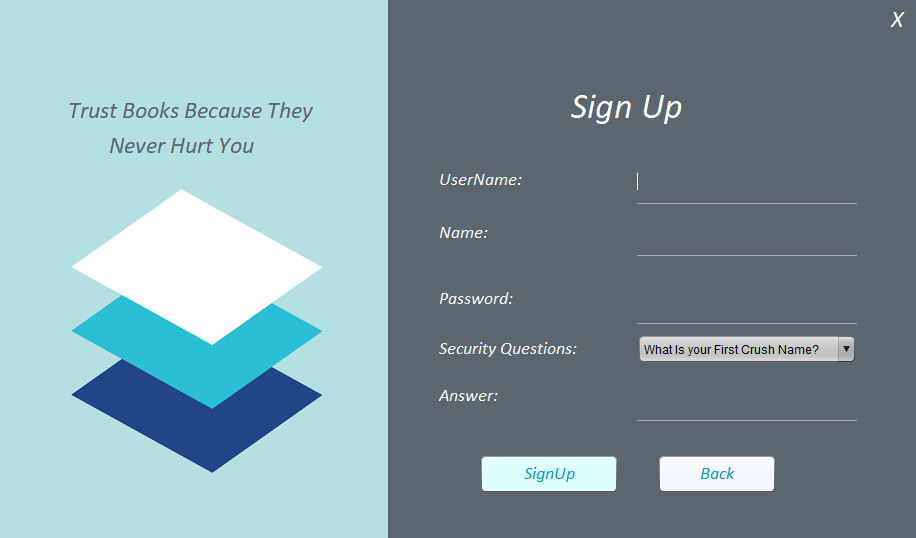 X
Trust Books Because They
Never Hurt You
Sign Up
UserName:
Name:
Password:
Security Questions: What Is your First Crush Name?
Answer:
SignUp Back